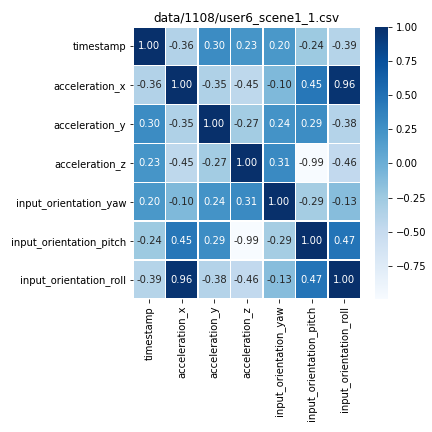 data/1108/user6_scene1_1.csv
timestamp 1.00 -0.36 0.30 0.23 0.20 -0.24 -0.39
acceleration_x -0.36 1.00 -0.35 -0.45 -0.10 0.45 0.96
acceleration_y 0.30 -0.35 1.00 -0.27 0.24 0.29 -0.38
acceleration_z 0.23 -0.45 -0.27 1.00 0.31 -0.99 -0.46
input_orientation_yaw 0.20 -0.10 0.24 0.31 1.00 -0.29 -0.13
input_orientation_pitch -0.24 0.45 0.29 -0.99 -0.29 1.00 0.47
input_orientation_roll -0.39 0.96 -0.38 -0.46 -0.13 0.47 1.00
timestamp
acceleration_x
acceleration_y
acceleration_z
input_orientation_yaw
input_orientation_pitch
input_orientation_roll
1.00
0.75
0.50
0.25
0.00
−0.25
−0.50
−0.75